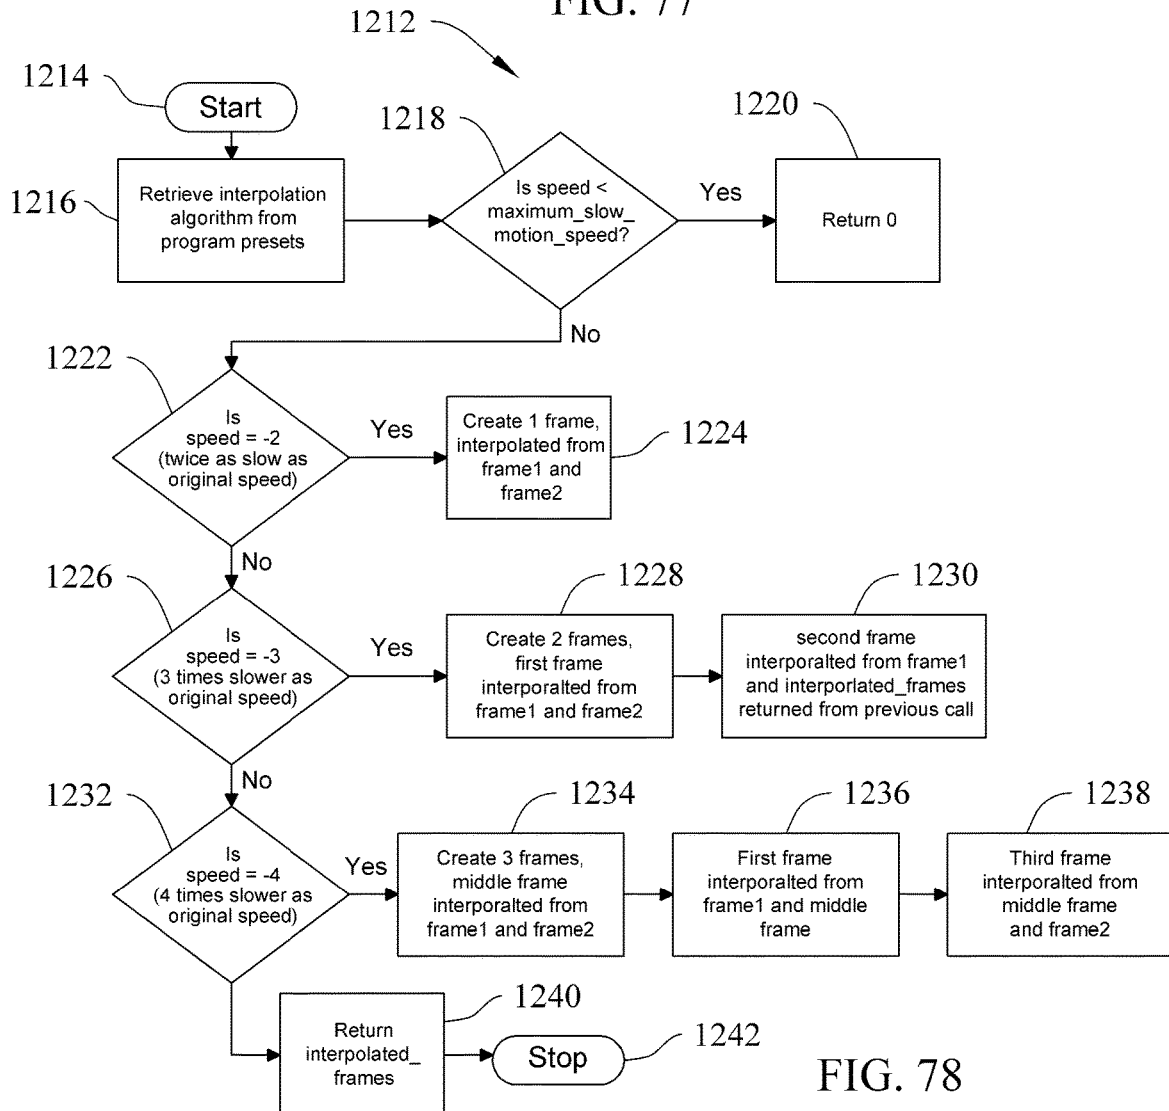 FIG. 77
1212
1214
Start
1218
1220
1216
Retrieve interpolation
algorithm from
program presets
Is speed <
maximum_slow_
motion_speed?
Yes
Return 0
No
1222
Is
speed = -2
(twice as slow as
original speed)
Yes
Create 1 frame,
interpolated from
frame1 and
frame2
1224
No
1226
Is
speed = -3
(3 times slower as
original speed)
Yes
1228
Create 2 frames,
first frame
interporalted from
frame1 and frame2
1230
second frame
interporalted from frame1
and interporlated_frames
returned from previous call
No
1232
Is
speed = -4
(4 times slower as
original speed)
Yes
1234
Create 3 frames,
middle frame
interporalted from
frame1 and frame2
1236
First frame
interporalted from
frame1 and middle
frame
1238
Third frame
interporalted from
middle frame
and frame2
1240
Return
interpolated_
frames
Stop
1242
FIG. 78